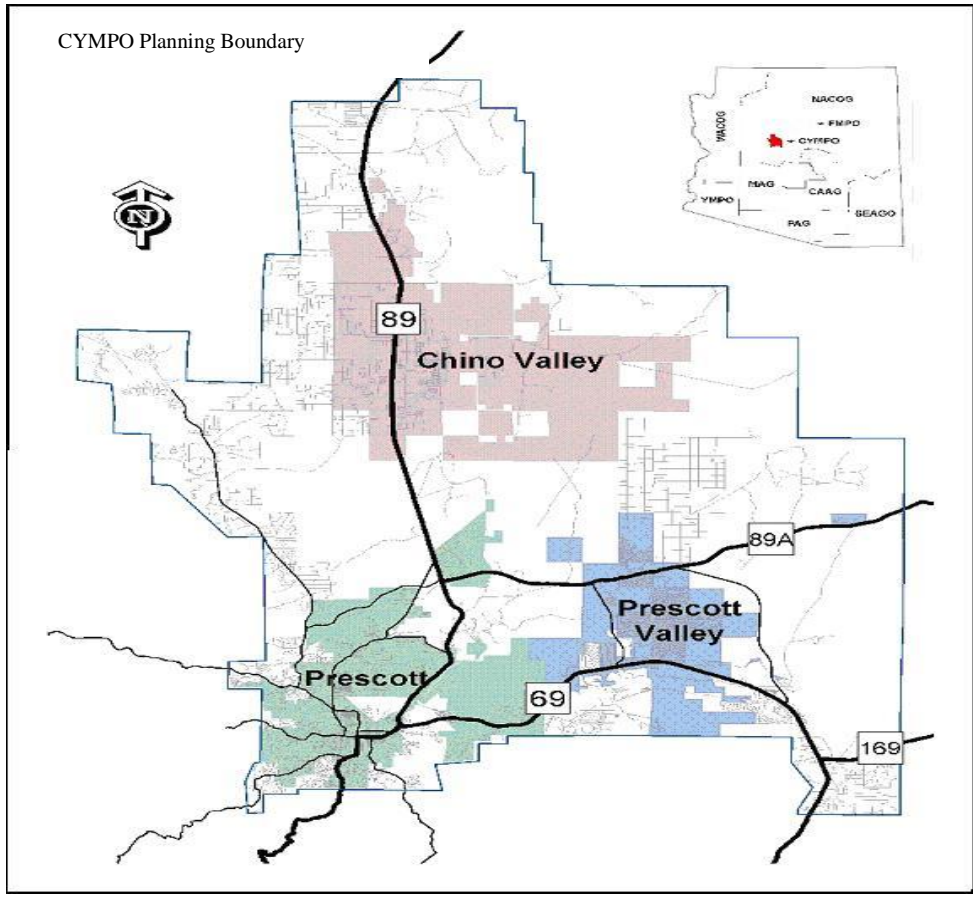 CYMPO Planning Boundary
NACOG
WACOG
FMPO
CYMPO
MAG
CAAG
YMPO
SEAGO
PAG
N
89
Chino Valley
89A
Prescott
Valley
Prescott
69
169